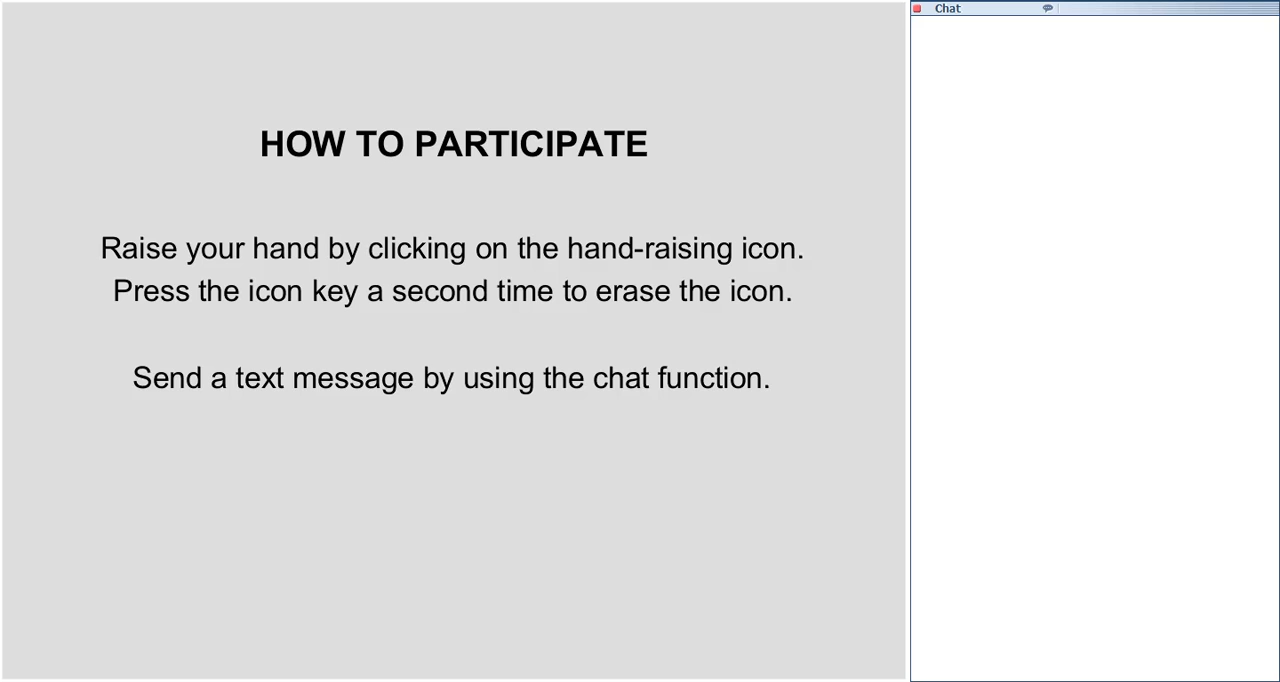 HOW TO PARTICIPATE
Raise your hand by clicking on the hand-raising icon.
Press the icon key a second time to erase the icon.
Send a text message by using the chat function.
Chat